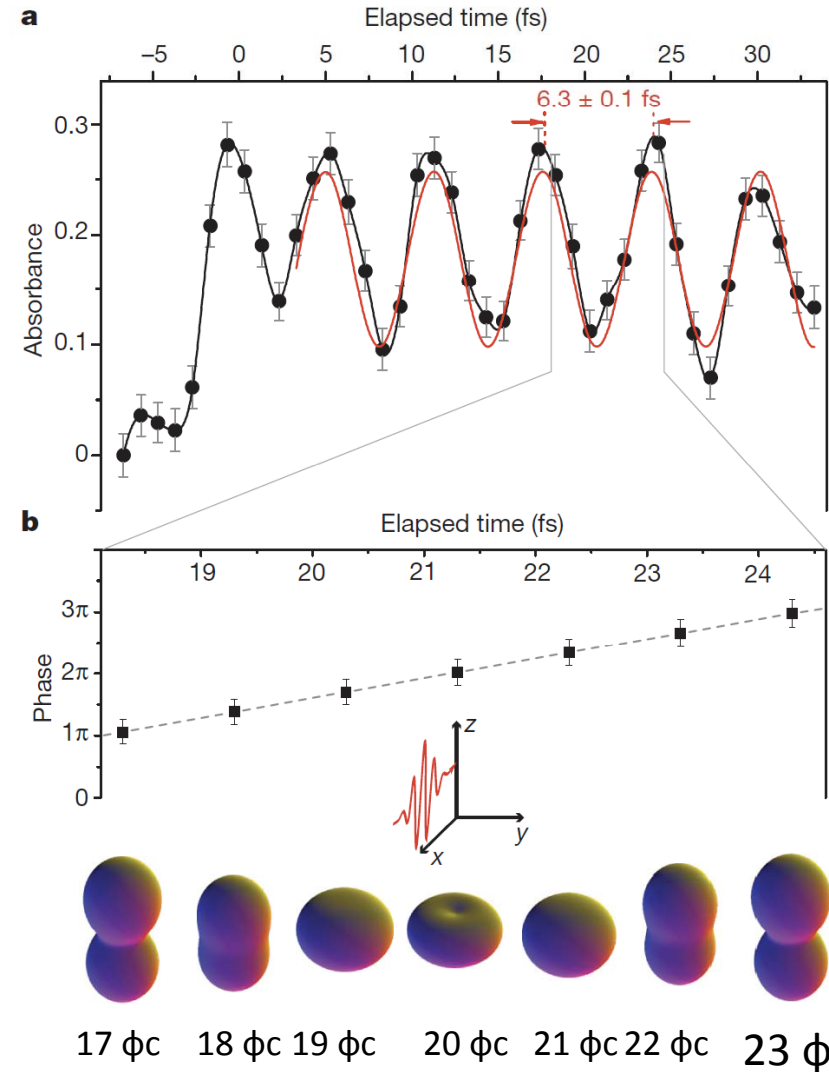 a
Elapsed time (fs)
−5 0 5 10 15 20 25 30
6.3 ± 0.1 fs
0.3
0.2
0.1
0
Absorbance
b
Elapsed time (fs)
19 20 21 22 23 24
3π
2π
1π
0
Phase
z
y
x
17 фс 18 фс 19 фс 20 фс 21 фс 22 фс 23 ф